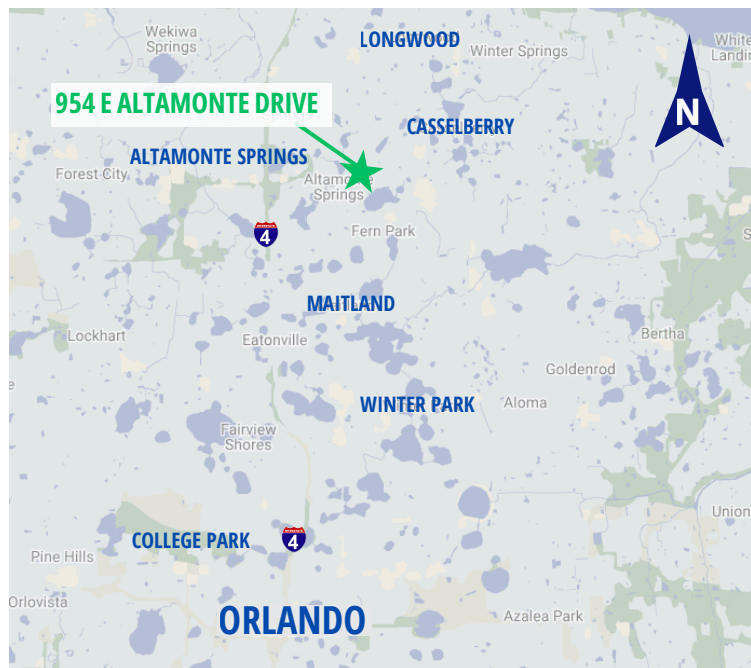 Wekiwa
Springs
LONGWOOD
Winter Springs
White
Landin
954 E ALTAMONTE DRIVE
N
CASSELBERRY
ALTAMONTE SPRINGS
Forest City
Altamonte
Springs
4
Fern Park
MAITLAND
Lockhart
Eatonville
Bertha
Goldenrod
WINTER PARK
Aloma
Fairview
Shores
Union
COLLEGE PARK
4
Pine Hills
Orlovista
ORLANDO
Azalea Park